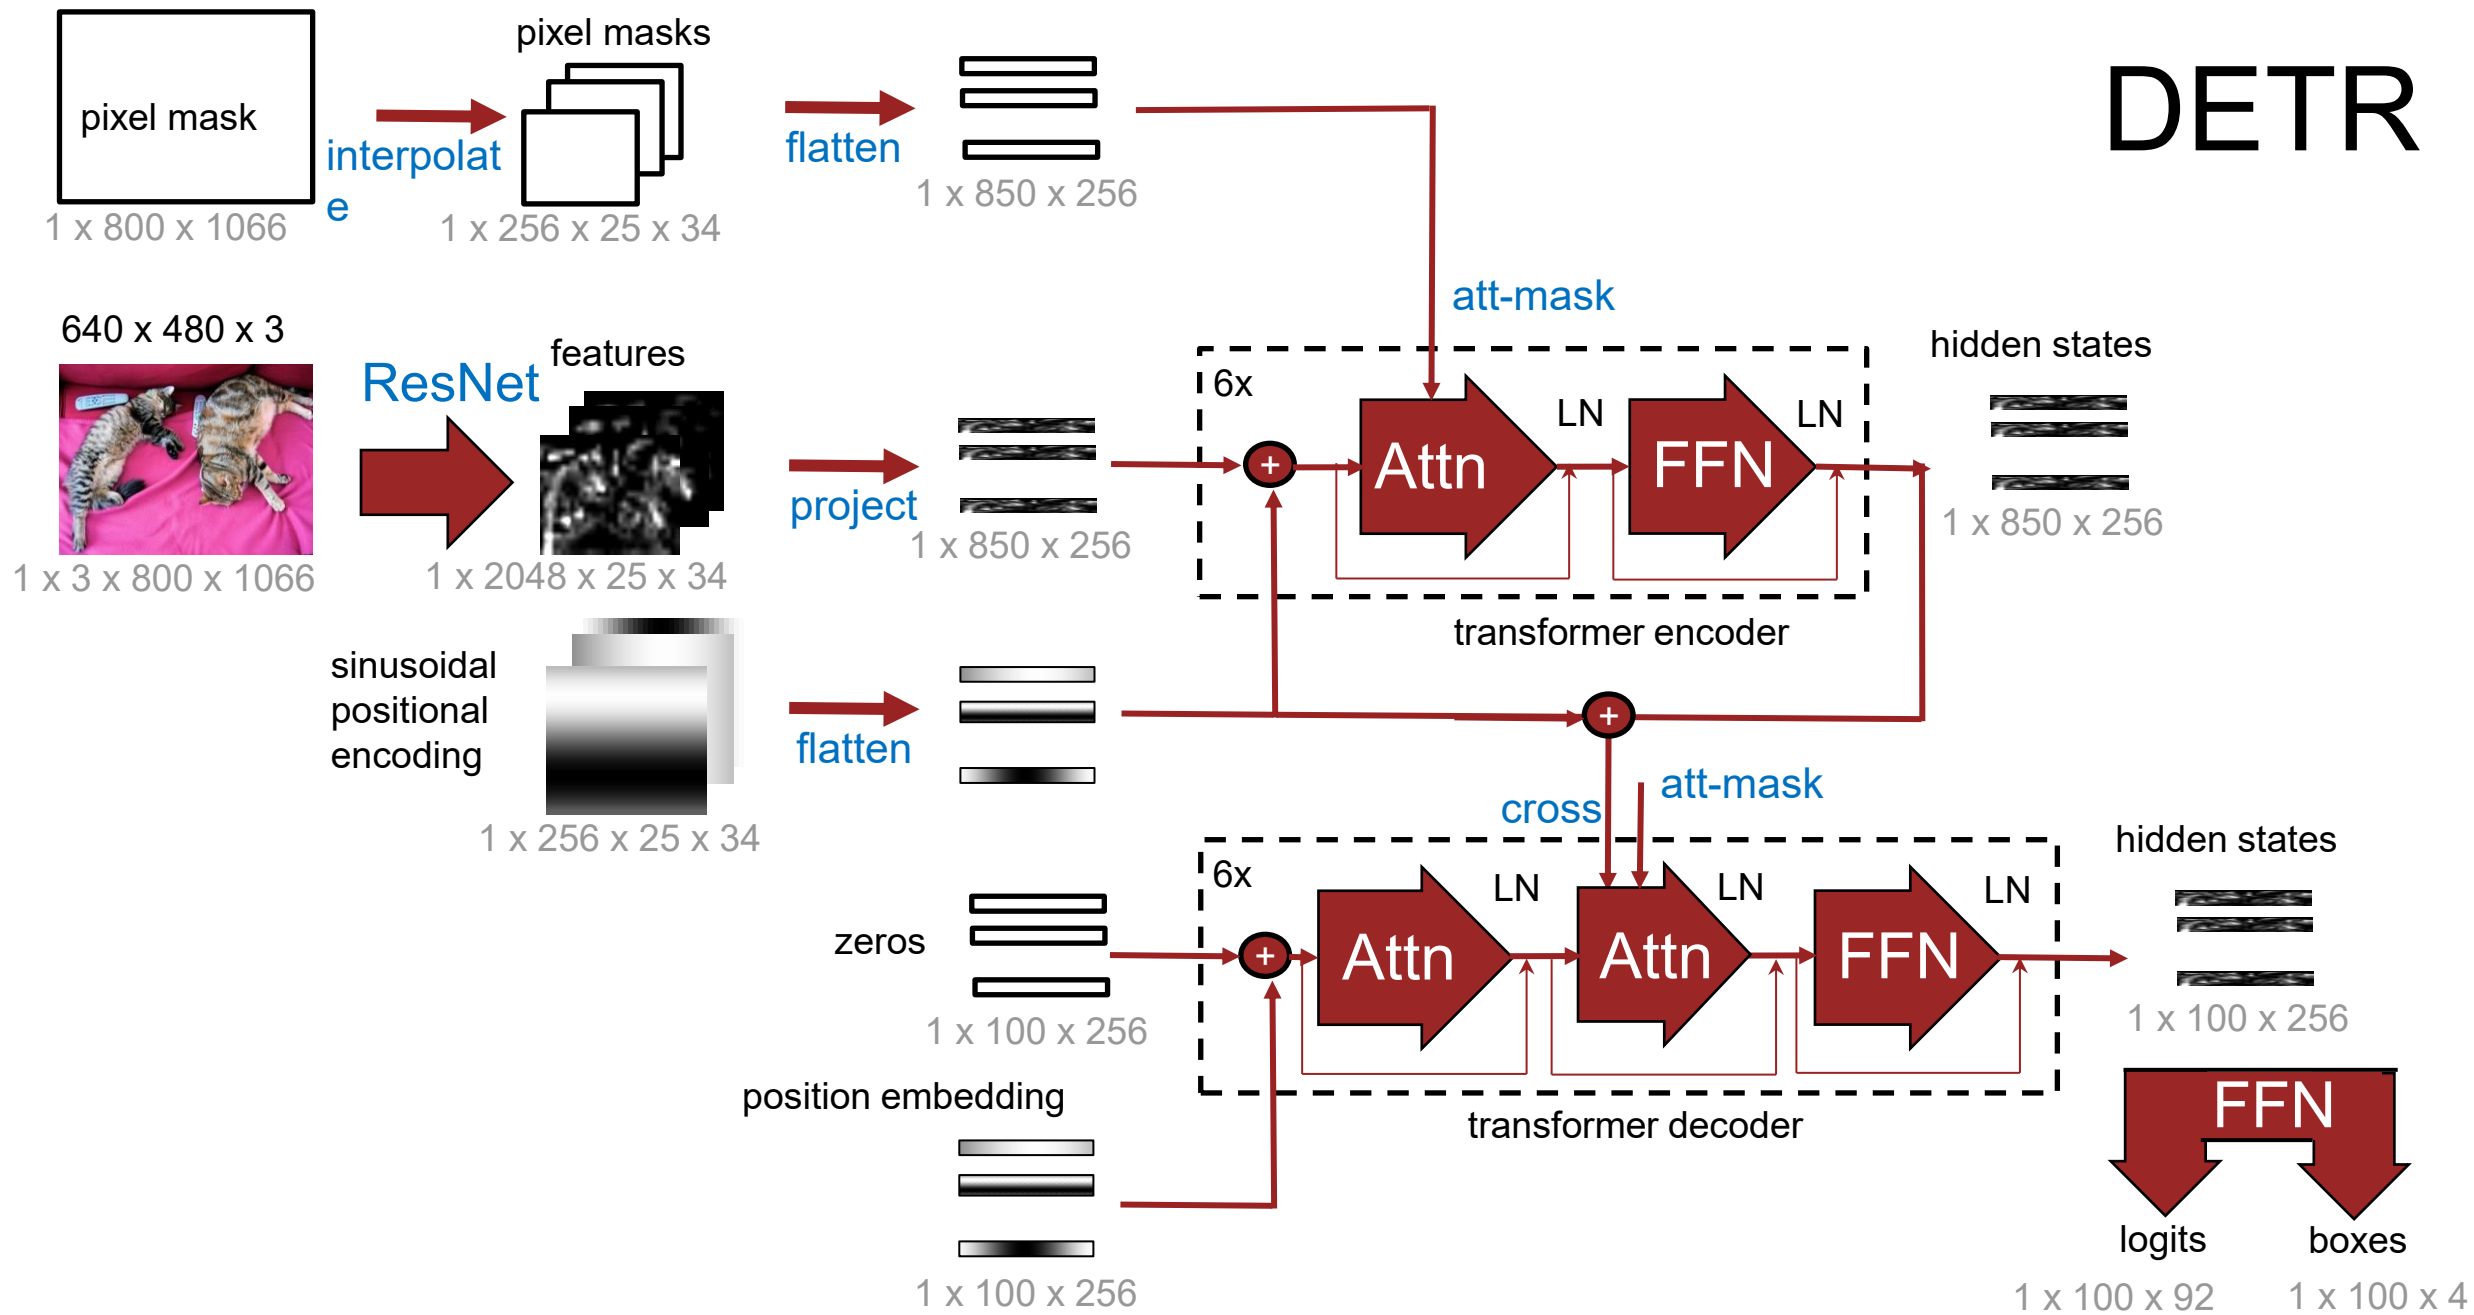 DETR
pixel mask
1 x 800 x 1066
interpolat
e
pixel masks
1 x 256 x 25 x 34
flatten
1 x 850 x 256
att-mask
640 x 480 x 3
1 x 3 x 800 x 1066
ResNet
features
1 x 2048 x 25 x 34
project
1 x 850 x 256
6x
+
Attn
LN
FFN
LN
transformer encoder
hidden states
1 x 850 x 256
sinusoidal
positional
encoding
1 x 256 x 25 x 34
flatten
+
cross
att-mask
zeros
1 x 100 x 256
position embedding
1 x 100 x 256
6x
+
Attn
LN
Attn
LN
FFN
LN
transformer decoder
hidden states
1 x 100 x 256
FFN
logits
1 x 100 x 92
boxes
1 x 100 x 4